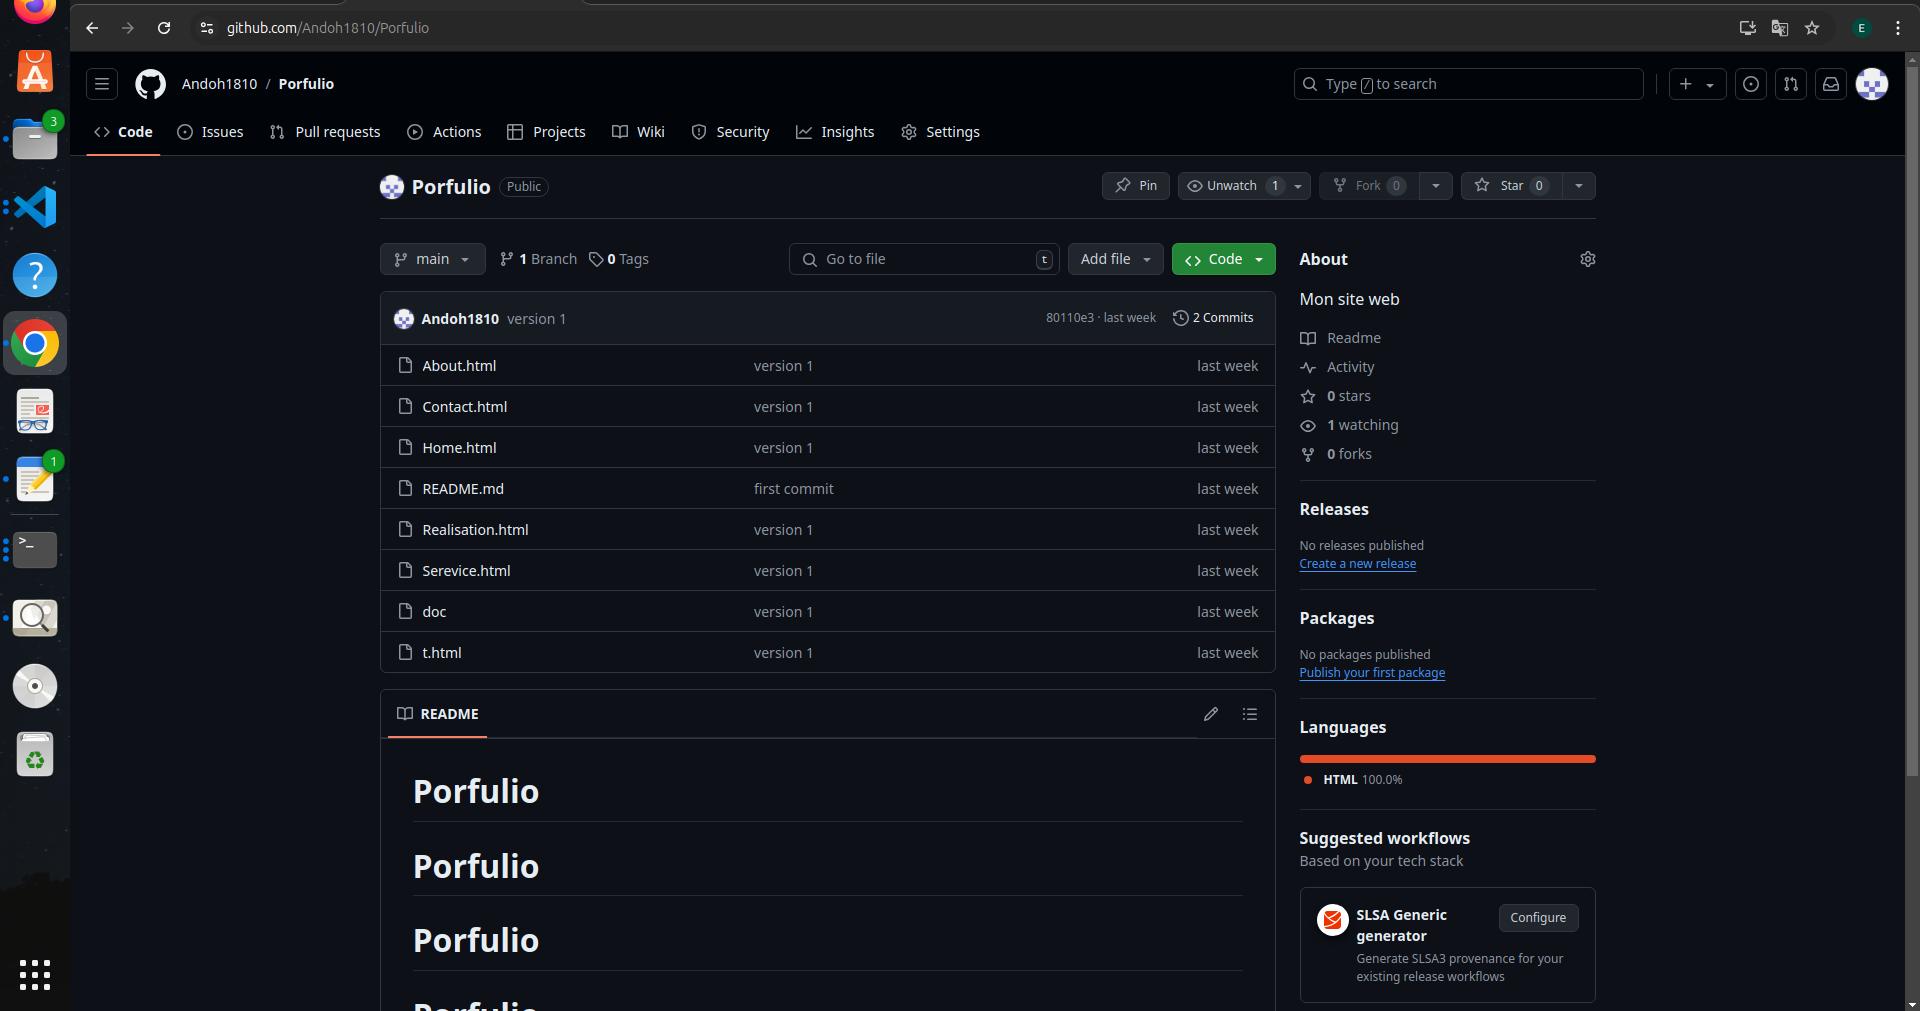 github.com/Andoh1810/Porfulio
E
Andoh1810 / Porfulio
Type / to search
Code
Issues
Pull requests
Actions
Projects
Wiki
Security
Insights
Settings
Porfulio
Public
Pin
Unwatch 1
Fork 0
Star 0
main
1 Branch
0 Tags
Go to file
t
Add file
Code
Andoh1810 version 1
80110e3 · last week
2 Commits
About.html version 1 last week
Contact.html version 1 last week
Home.html version 1 last week
README.md first commit last week
Realisation.html version 1 last week
Serevice.html version 1 last week
doc version 1 last week
t.html version 1 last week
README
Porfulio
Porfulio
Porfulio
Porfulio
About
Mon site web
Readme
Activity
0 stars
1 watching
0 forks
Releases
No releases published
Create a new release
Packages
No packages published
Publish your first package
Languages
HTML 100.0%
Suggested workflows
Based on your tech stack
SLSA Generic
generator
Configure
Generate SLSA3 provenance for your
existing release workflows
A
3
?
1
>_